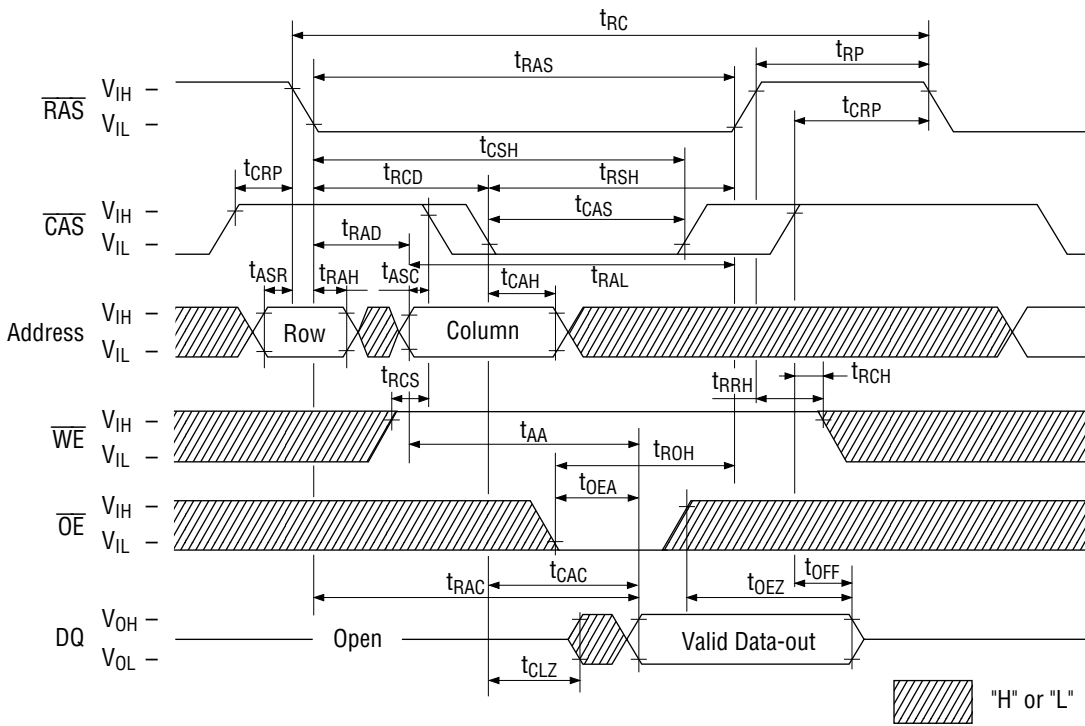 tRC
tRAS
tRP
VIH
RAS
VIL
tCRP
tCSH
tCRP
tRCD
tRSH
VIH
CAS
VIL
tCAS
tRAD
tASR
tRAH
tASC
tCAH
tRAL
VIH
Address
VIL
Row
Column
tRCS
tRRH
tRCH
VIH
WE
VIL
tAA
tROH
tOEA
VIH
OE
VIL
tCAC
tRAC
tOEZ
tOFF
VOH
DQ
VOL
Open
Valid Data-out
tCLZ
"H" or "L"